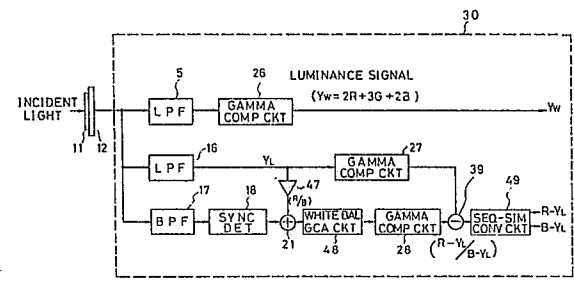 30
5
26
LUMINANCE SIGNAL
INCIDENT
LIGHT
LPF
GAMMA
COMP CKT
(YW=2R+3G+2B)
YW
11
12
16
27
LPF
YL
GAMMA
COMP CKT
39
17
18
47
49
(R/B)
BPF
SYNC
DET
WHITE BAL
GCA CKT
GAMMA
COMP CKT
SEQ-SIM
CONV CKT
R-YL
B-YL
21
48
28
(R-YL/B-YL)